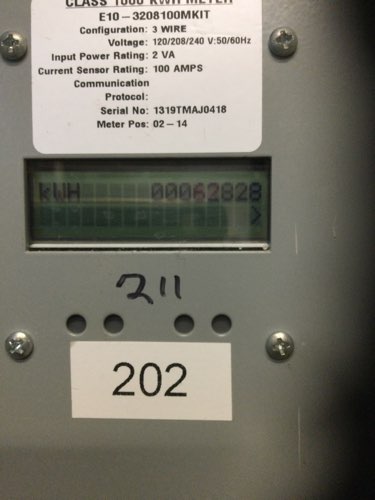 CLASS 1000 KWH METER
E10-3208100MKIT
Configuration: 3 WIRE
Voltage: 120/208/240 V:50/60Hz
Input Power Rating: 2 VA
Current Sensor Rating: 100 AMPS
Communication
Protocol:
Serial No: 1319TMAJ0418
Meter Pos: 02-14
kWH 00062828
>
211
202